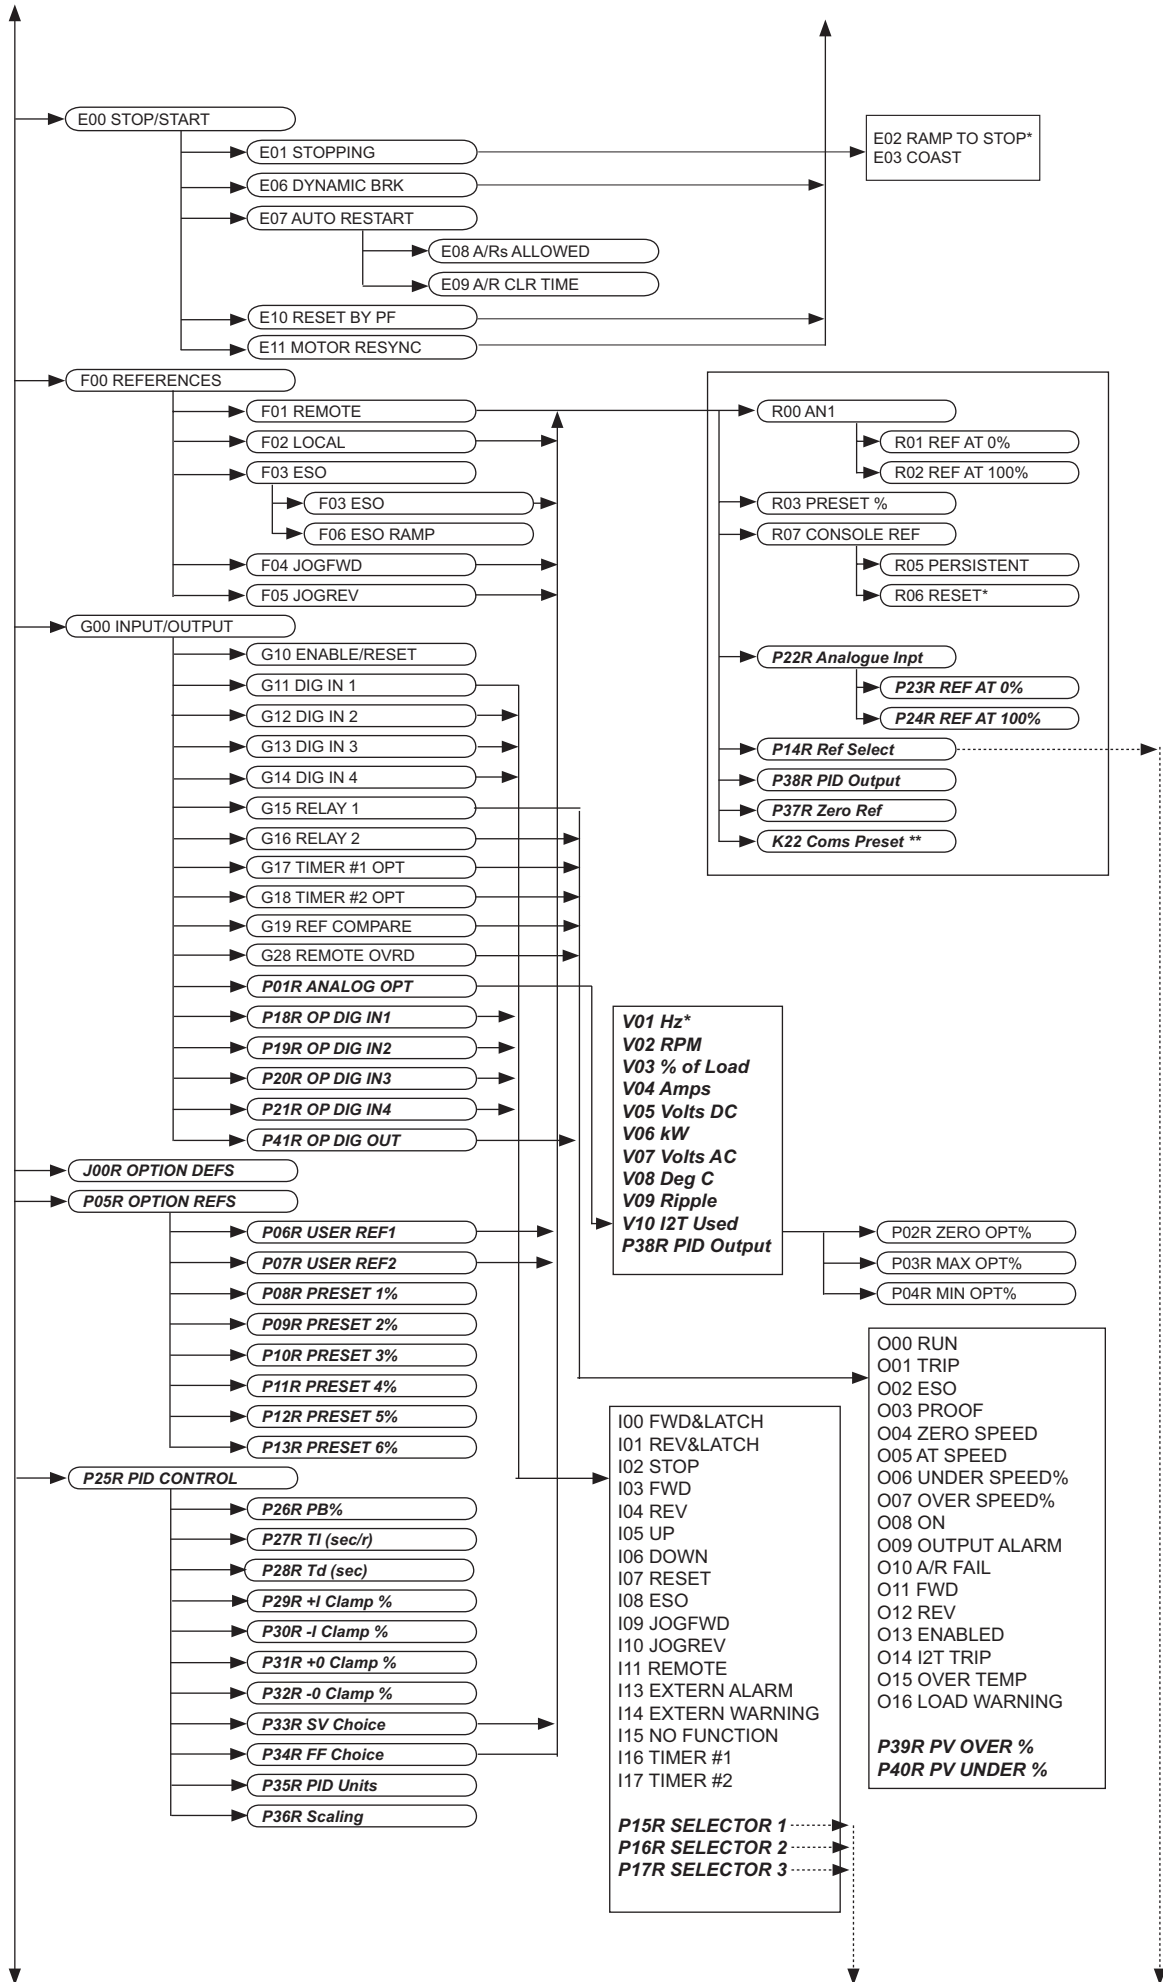 E00 STOP/START
E01 STOPPING
E06 DYNAMIC BRK
E07 AUTO RESTART
E08 A/Rs ALLOWED
E09 A/R CLR TIME
E10 RESET BY PF
E11 MOTOR RESYNC
E02 RAMP TO STOP*
E03 COAST
F00 REFERENCES
F01 REMOTE
F02 LOCAL
F03 ESO
F03 ESO
F06 ESO RAMP
F04 JOGFWD
F05 JOGREV
R00 AN1
R01 REF AT 0%
R02 REF AT 100%
R03 PRESET %
R07 CONSOLE REF
R05 PERSISTENT
R06 RESET*
P22R Analogue Inpt
P23R REF AT 0%
P24R REF AT 100%
P14R Ref Select
P38R PID Output
P37R Zero Ref
K22 Coms Preset **
G00 INPUT/OUTPUT
G10 ENABLE/RESET
G11 DIG IN 1
G12 DIG IN 2
G13 DIG IN 3
G14 DIG IN 4
G15 RELAY 1
G16 RELAY 2
G17 TIMER #1 OPT
G18 TIMER #2 OPT
G19 REF COMPARE
G28 REMOTE OVRD
P01R ANALOG OPT
P18R OP DIG IN1
P19R OP DIG IN2
P20R OP DIG IN3
P21R OP DIG IN4
P41R OP DIG OUT
V01 Hz*
V02 RPM
V03 % of Load
V04 Amps
V05 Volts DC
V06 kW
V07 Volts AC
V08 Deg C
V09 Ripple
V10 I2T Used
P38R PID Output
P02R ZERO OPT%
P03R MAX OPT%
P04R MIN OPT%
J00R OPTION DEFS
P05R OPTION REFS
P06R USER REF1
P07R USER REF2
P08R PRESET 1%
P09R PRESET 2%
P10R PRESET 3%
P11R PRESET 4%
P12R PRESET 5%
P13R PRESET 6%
P25R PID CONTROL
P26R PB%
P27R TI (sec/r)
P28R Td (sec)
P29R +I Clamp %
P30R -I Clamp %
P31R +0 Clamp %
P32R -0 Clamp %
P33R SV Choice
P34R FF Choice
P35R PID Units
P36R Scaling
I00 FWD&LATCH
I01 REV&LATCH
I02 STOP
I03 FWD
I04 REV
I05 UP
I06 DOWN
I07 RESET
I08 ESO
I09 JOGFWD
I10 JOGREV
I11 REMOTE
I13 EXTERN ALARM
I14 EXTERN WARNING
I15 NO FUNCTION
I16 TIMER #1
I17 TIMER #2
P15R SELECTOR 1
P16R SELECTOR 2
P17R SELECTOR 3
O00 RUN
O01 TRIP
O02 ESO
O03 PROOF
O04 ZERO SPEED
O05 AT SPEED
O06 UNDER SPEED%
O07 OVER SPEED%
O08 ON
O09 OUTPUT ALARM
O10 A/R FAIL
O11 FWD
O12 REV
O13 ENABLED
O14 I2T TRIP
O15 OVER TEMP
O16 LOAD WARNING
P39R PV OVER %
P40R PV UNDER %